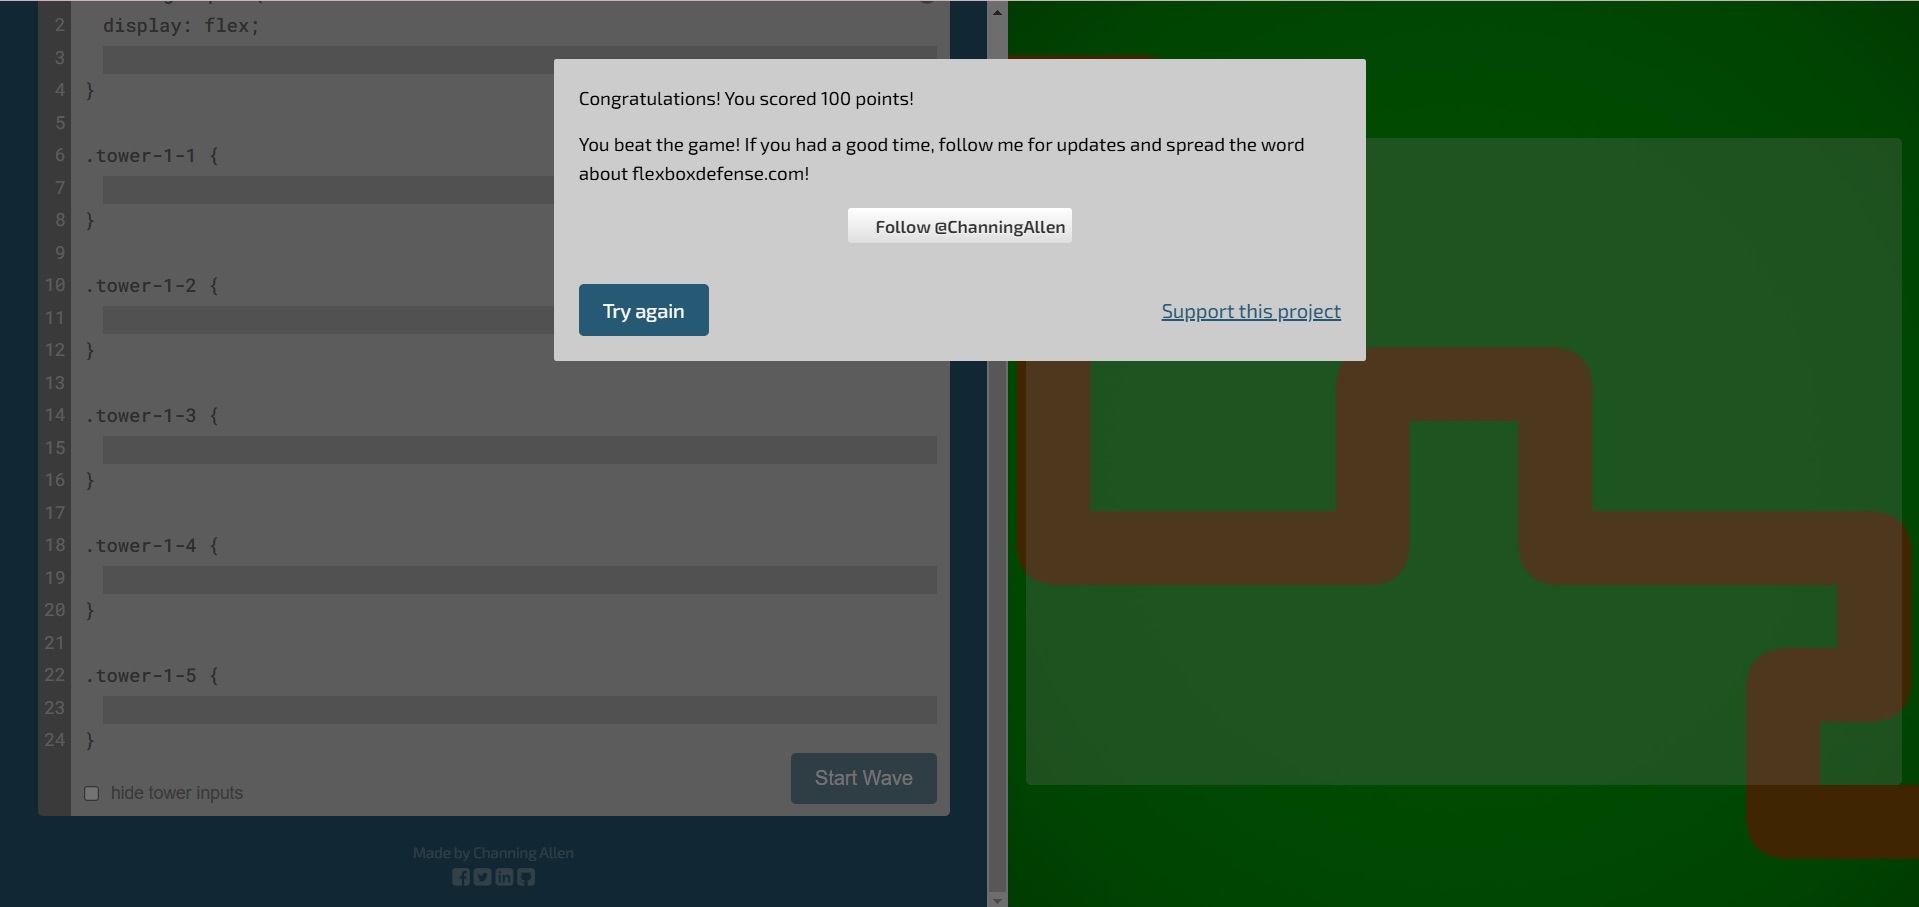 2 display: flex;
3
4 }
5
6 .tower-1-1 {
7
8 }
9
10 .tower-1-2 {
11
12 }
13
14 .tower-1-3 {
15
16 }
17
18 .tower-1-4 {
19
20 }
21
22 .tower-1-5 {
23
24 }
hide tower inputs
Start Wave
Made by Channing Allen
Congratulations! You scored 100 points!
You beat the game! If you had a good time, follow me for updates and spread the word
about flexboxdefense.com!
Follow @ChanningAllen
Try again
Support this project